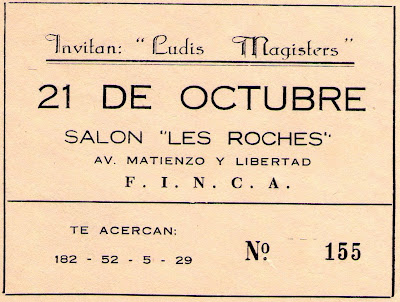 Invitan: "Ludis Magisters"
21 DE OCTUBRE
SALON "LES ROCHES"
AV. MATIENZO Y LIBERTAD
F. I. N. C. A.
TE ACERCAN:
182 - 52 - 5 - 29
Nº 155